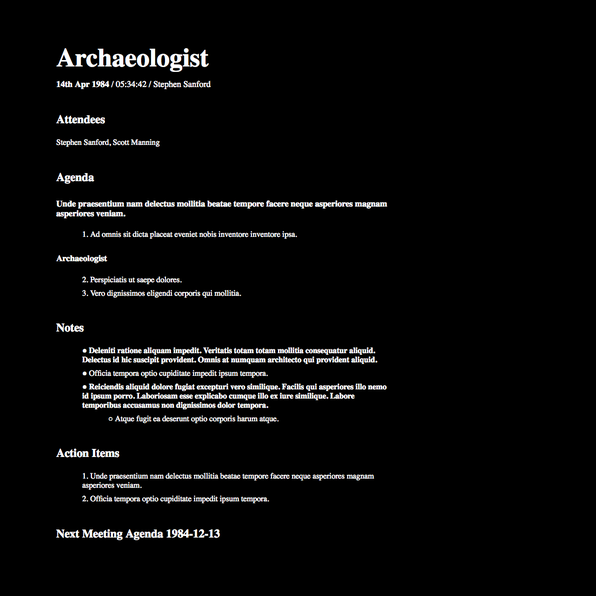 Archaeologist
14th Apr 1984 / 05:34:42 / Stephen Sanford
Attendees
Stephen Sanford, Scott Manning
Agenda
Unde praesentium nam delectus mollitia beatae tempore facere neque asperiores magnam
asperiores veniam.
1. Ad omnis sit dicta placeat eveniet nobis inventore inventore ipsa.
Archaeologist
2. Perspiciatis ut saepe dolores.
3. Vero dignissimos eligendi corporis qui mollitia.
Notes
● Deleniti ratione aliquam impedit. Veritatis totam totam mollitia consequatur aliquid.
Delectus id hic suscipit provident. Omnis at numquam architecto qui provident aliquid.
● Officia tempora optio cupiditate impedit ipsum tempora.
● Reiciendis aliquid dolore fugiat excepturi vero similique. Facilis qui asperiores illo nemo
id ipsum porro. Laboriosam esse explicabo cumque illo ex iure similique. Labore
temporibus accusamus non dignissimos dolor tempora.
○ Atque fugit ea deserunt optio corporis harum atque.
Action Items
1. Unde praesentium nam delectus mollitia beatae tempore facere neque asperiores magnam
asperiores veniam.
2. Officia tempora optio cupiditate impedit ipsum tempora.
Next Meeting Agenda 1984-12-13